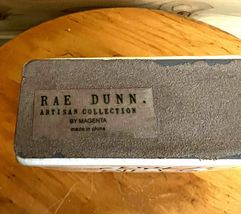 RAE DUNN.
ARTISAN COLLECTION
BY MAGENTA
made in china